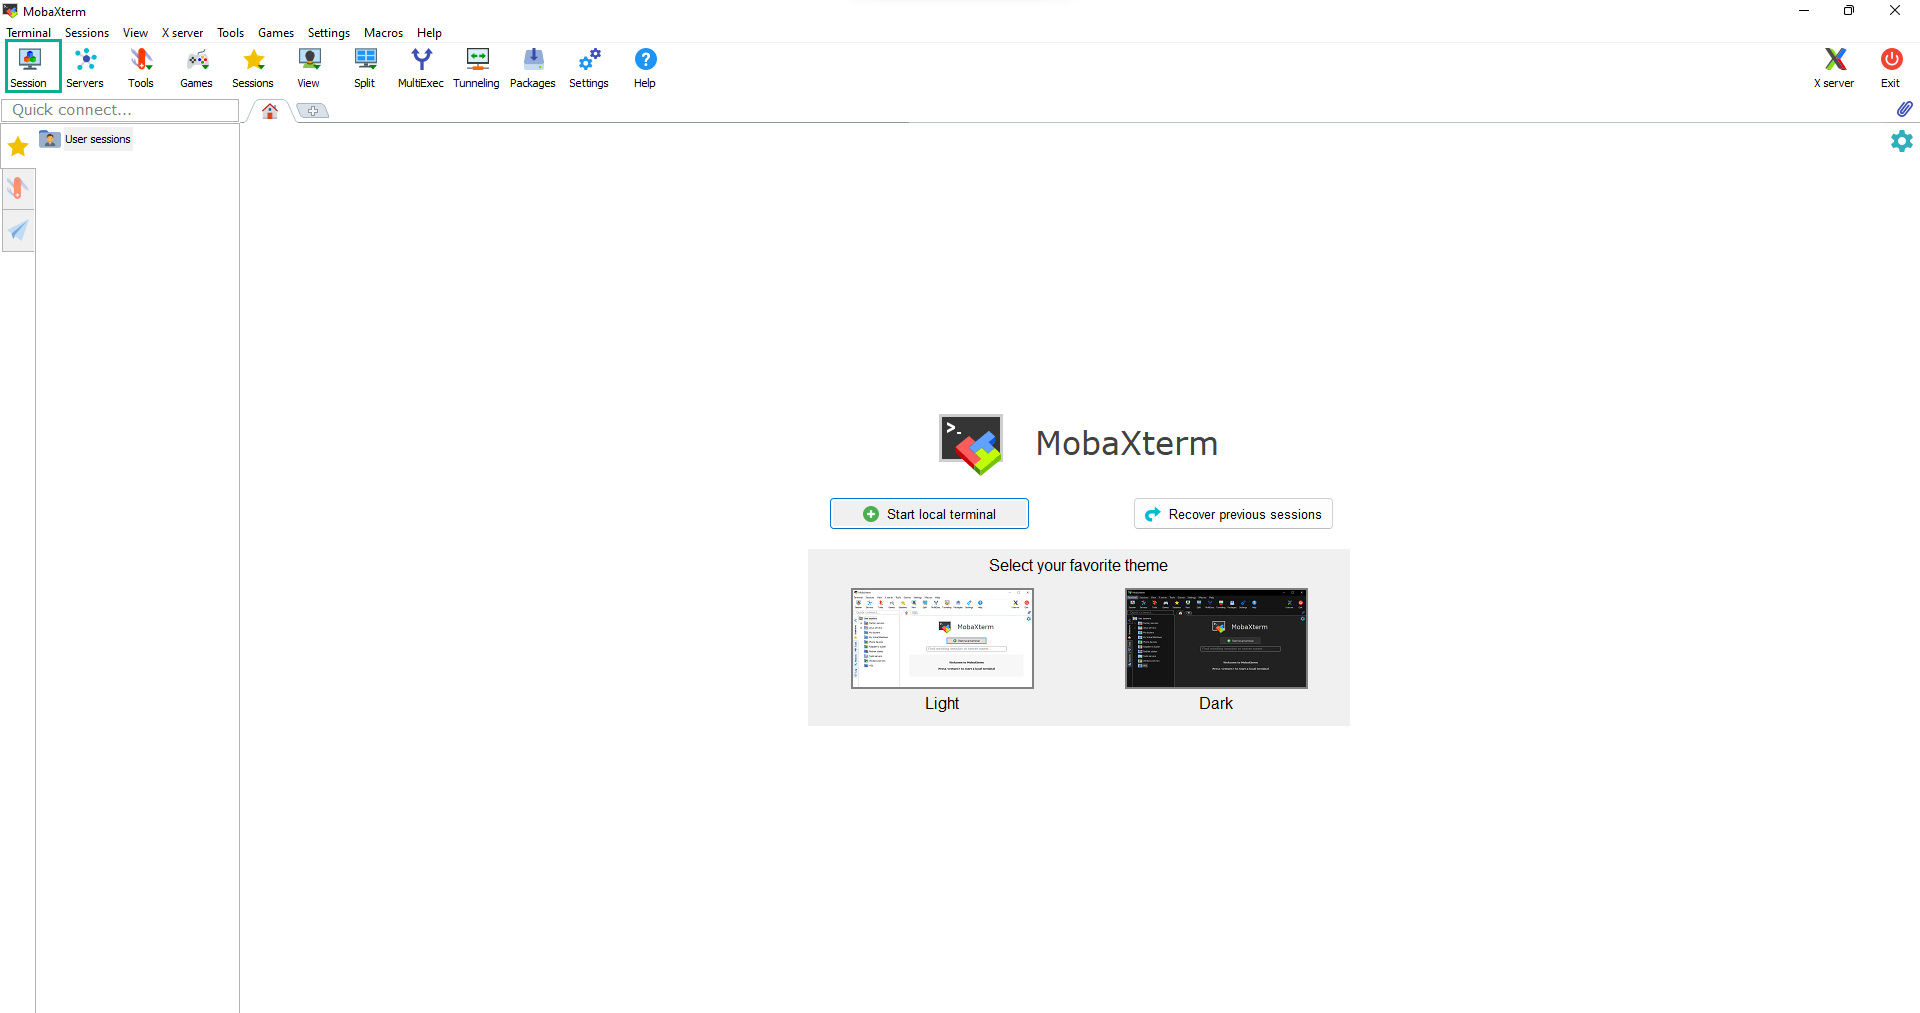 MobaXterm
Terminal Sessions View X server Tools Games Settings Macros Help
Session Servers Tools Games Sessions View Split MultiExec Tunneling Packages Settings Help X server Exit
Quick connect...
User sessions
MobaXterm
Start local terminal Recover previous sessions
Select your favorite theme
MobaXterm MobaXterm
Light Dark